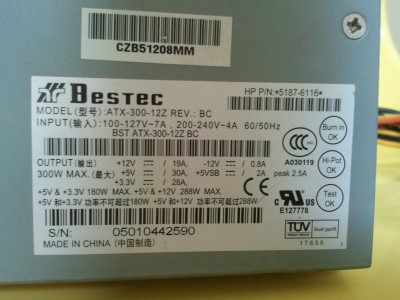 CZB51208MM
BESTEC
HP P/N:*5187-6116*
MODEL(型号):ATX-300-12Z REV.: BC
INPUT(输入):100-127V~7A , 200-240V~4A 60/50Hz
BST ATX-300-12Z BC
OUTPUT(输出) +12V / 19A, -12V / 0.8A
300W MAX.(最大) +5V / 30A, +5VSB / 2A peak 2.5A
+3.3V / 28A,
+5V & +3.3V 180W MAX. +5V & +12V 288W MAX.
+5V 和+3.3V 功率不可超过180W +5V 和+12V 功率不可超过288W.
CCC
A030119
Burn in OK
Hi-Pot OK
Test OK
C US
E127778
TÜV
17859
S/N: 05010442590
MADE IN CHINA (中国制造)